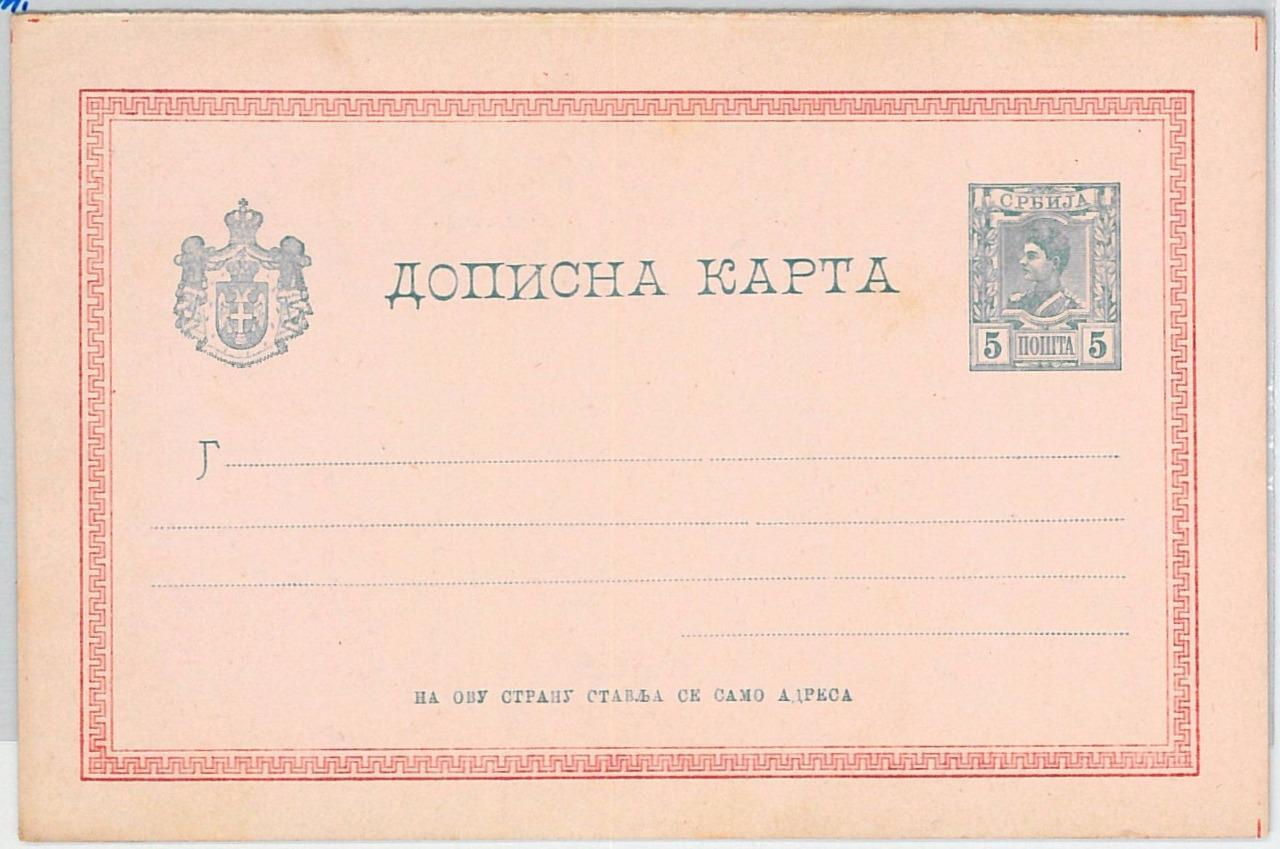 СРБИЈА
ДОПИСНА КАРТА
5 ПОШТА 5
Г
НА ОВУ СТРАНУ СТАВЉА СЕ САМО АДРЕСА